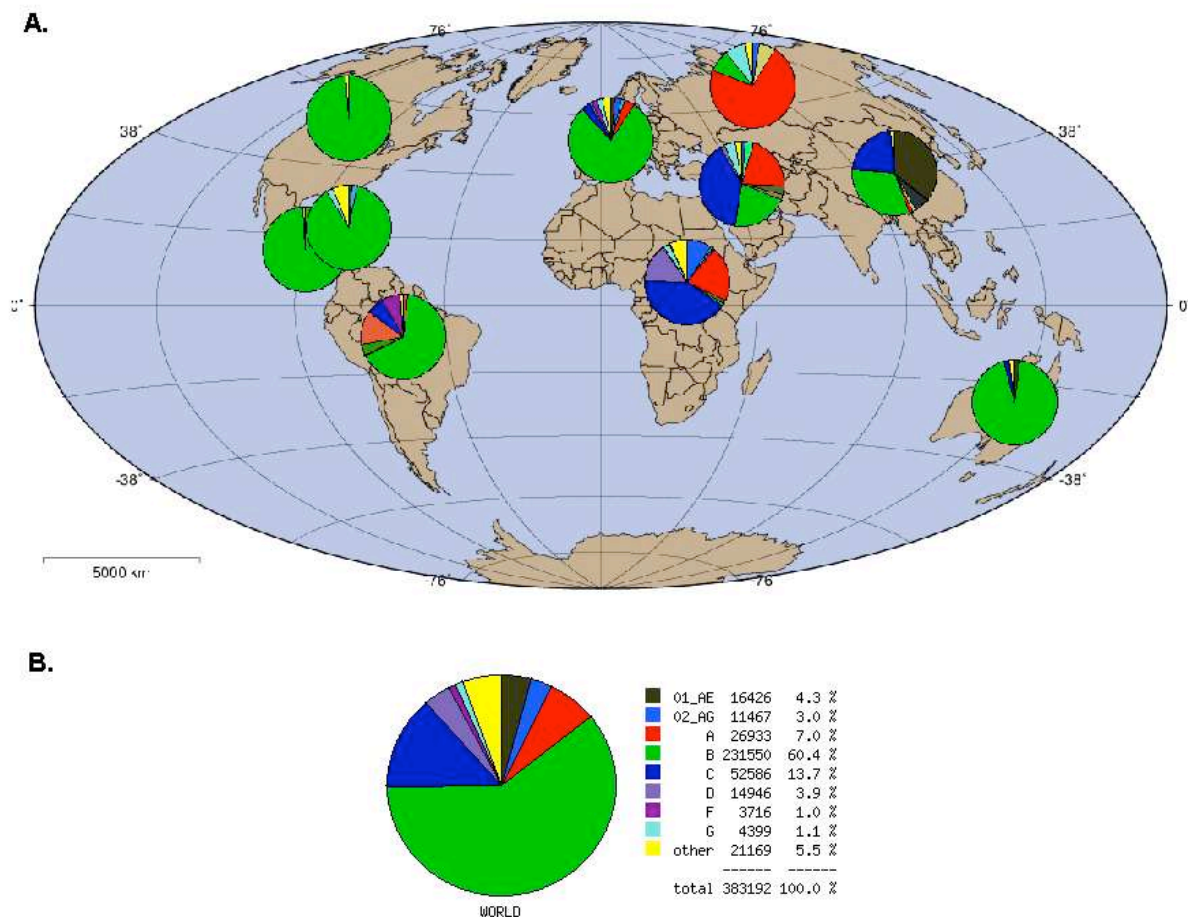 A.
76°
76°
38°
38°
0°
0°
-38°
-38°
-76°
-76°
5000 km
B.
01_AE 16426 4.3 %
02_AG 11467 3.0 %
A 26933 7.0 %
B 231550 60.4 %
C 52586 13.7 %
D 14946 3.9 %
F 3716 1.0 %
G 4399 1.1 %
other 21169 5.5 %
------ ------
total 383192 100.0 %
WORLD